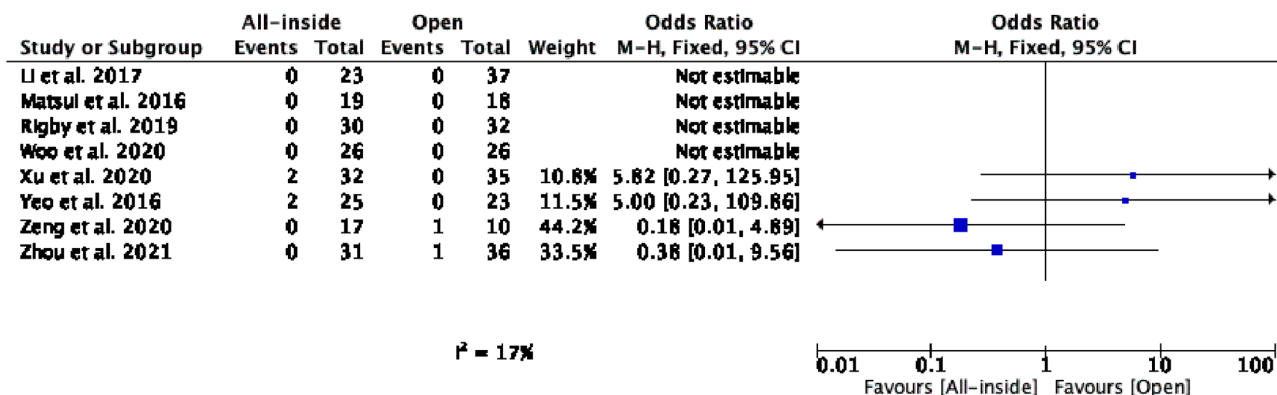 All-inside Open Odds Ratio Odds Ratio
Study or Subgroup Events Total Events Total Weight M-H, Fixed, 95% CI M-H, Fixed, 95% CI
Li et al. 2017 0 23 0 37 Not estimable
Matsui et al. 2016 0 19 0 18 Not estimable
Rigby et al. 2019 0 30 0 32 Not estimable
Woo et al. 2020 0 26 0 26 Not estimable
Xu et al. 2020 2 32 0 35 10.8% 5.82 [0.27, 125.95]
Yeo et al. 2016 2 25 0 23 11.5% 5.00 [0.23, 109.86]
Zeng et al. 2020 0 17 1 10 44.2% 0.18 [0.01, 4.89]
Zhou et al. 2021 0 31 1 36 33.5% 0.38 [0.01, 9.56]
I² = 17%
0.01 0.1 1 10 100
Favours [All-inside] Favours [Open]